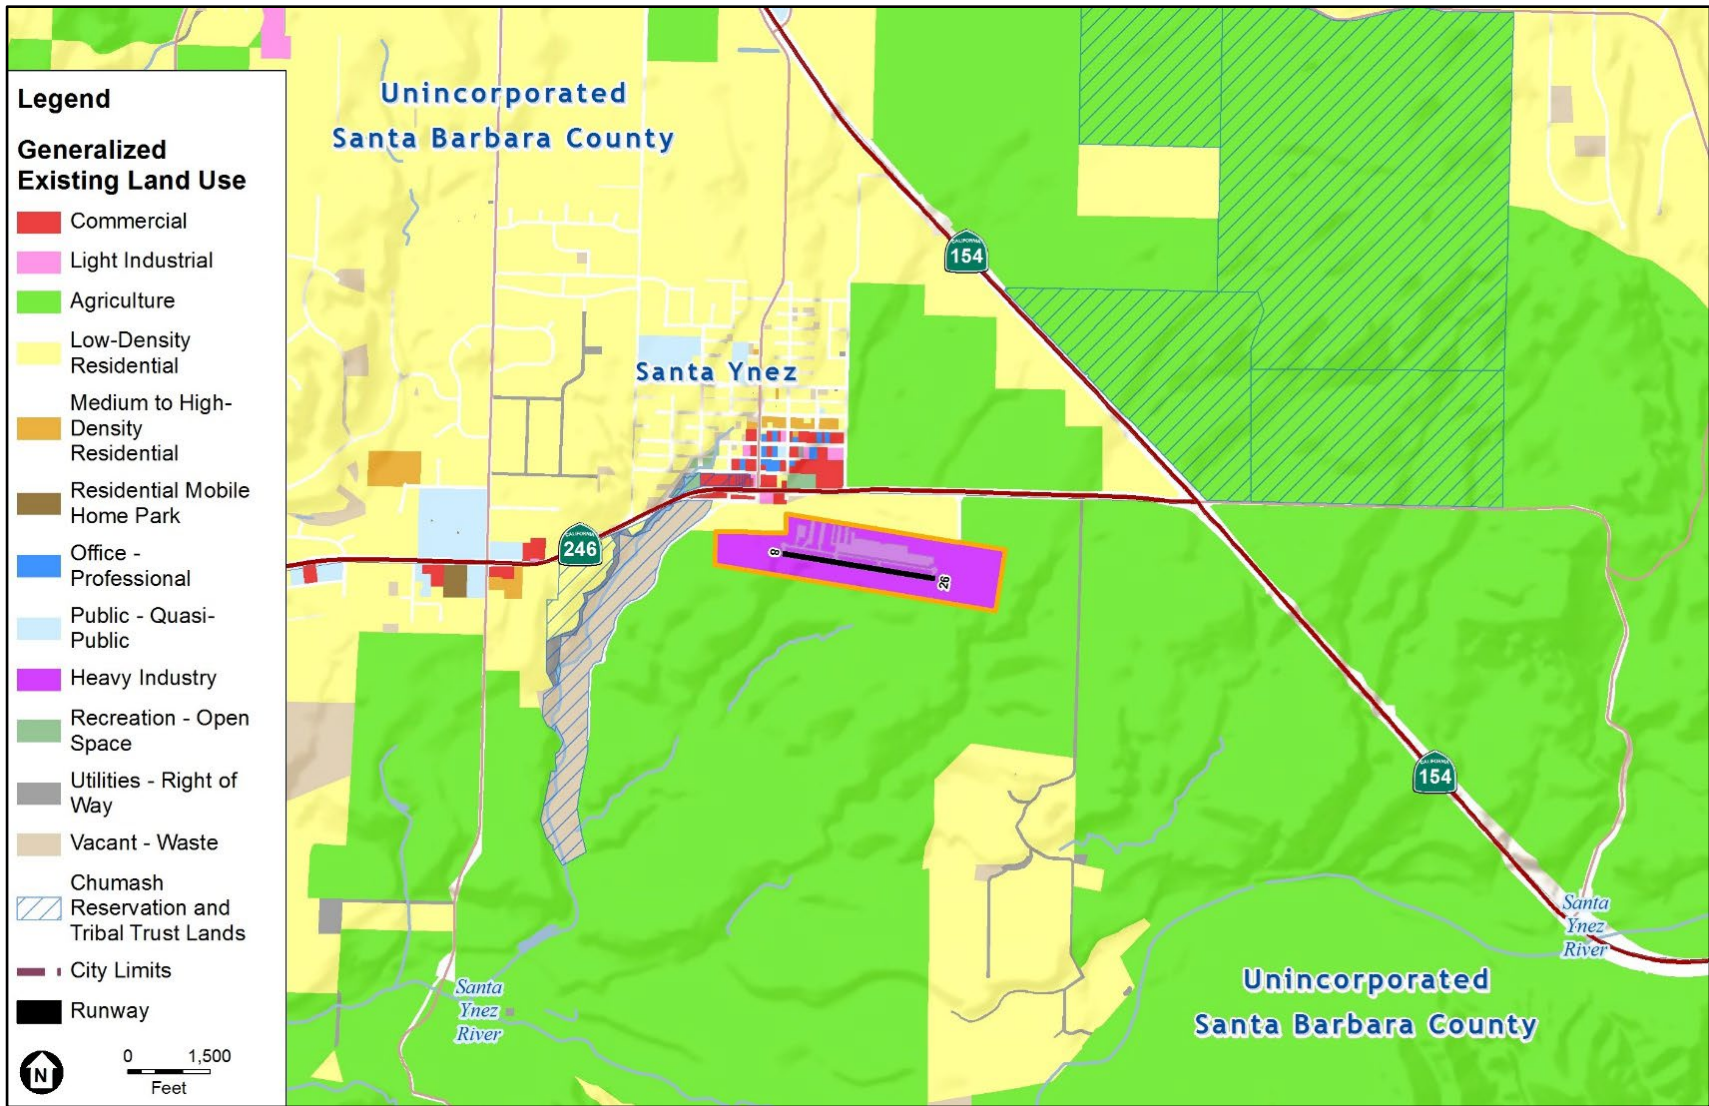 Legend
Generalized
Existing Land Use
Commercial
Light Industrial
Agriculture
Low-Density
Residential
Medium to High-
Density
Residential
Residential Mobile
Home Park
Office -
Professional
Public - Quasi-
Public
Heavy Industry
Recreation - Open
Space
Utilities - Right of
Way
Vacant - Waste
Chumash
Reservation and
Tribal Trust Lands
City Limits
Runway
N
0 1,500
Feet
Unincorporated
Santa Barbara County
CALIFORNIA
154
Santa Ynez
CALIFORNIA
246
8
26
CALIFORNIA
154
Santa
Ynez
River
Santa
Ynez
River
Unincorporated
Santa Barbara County